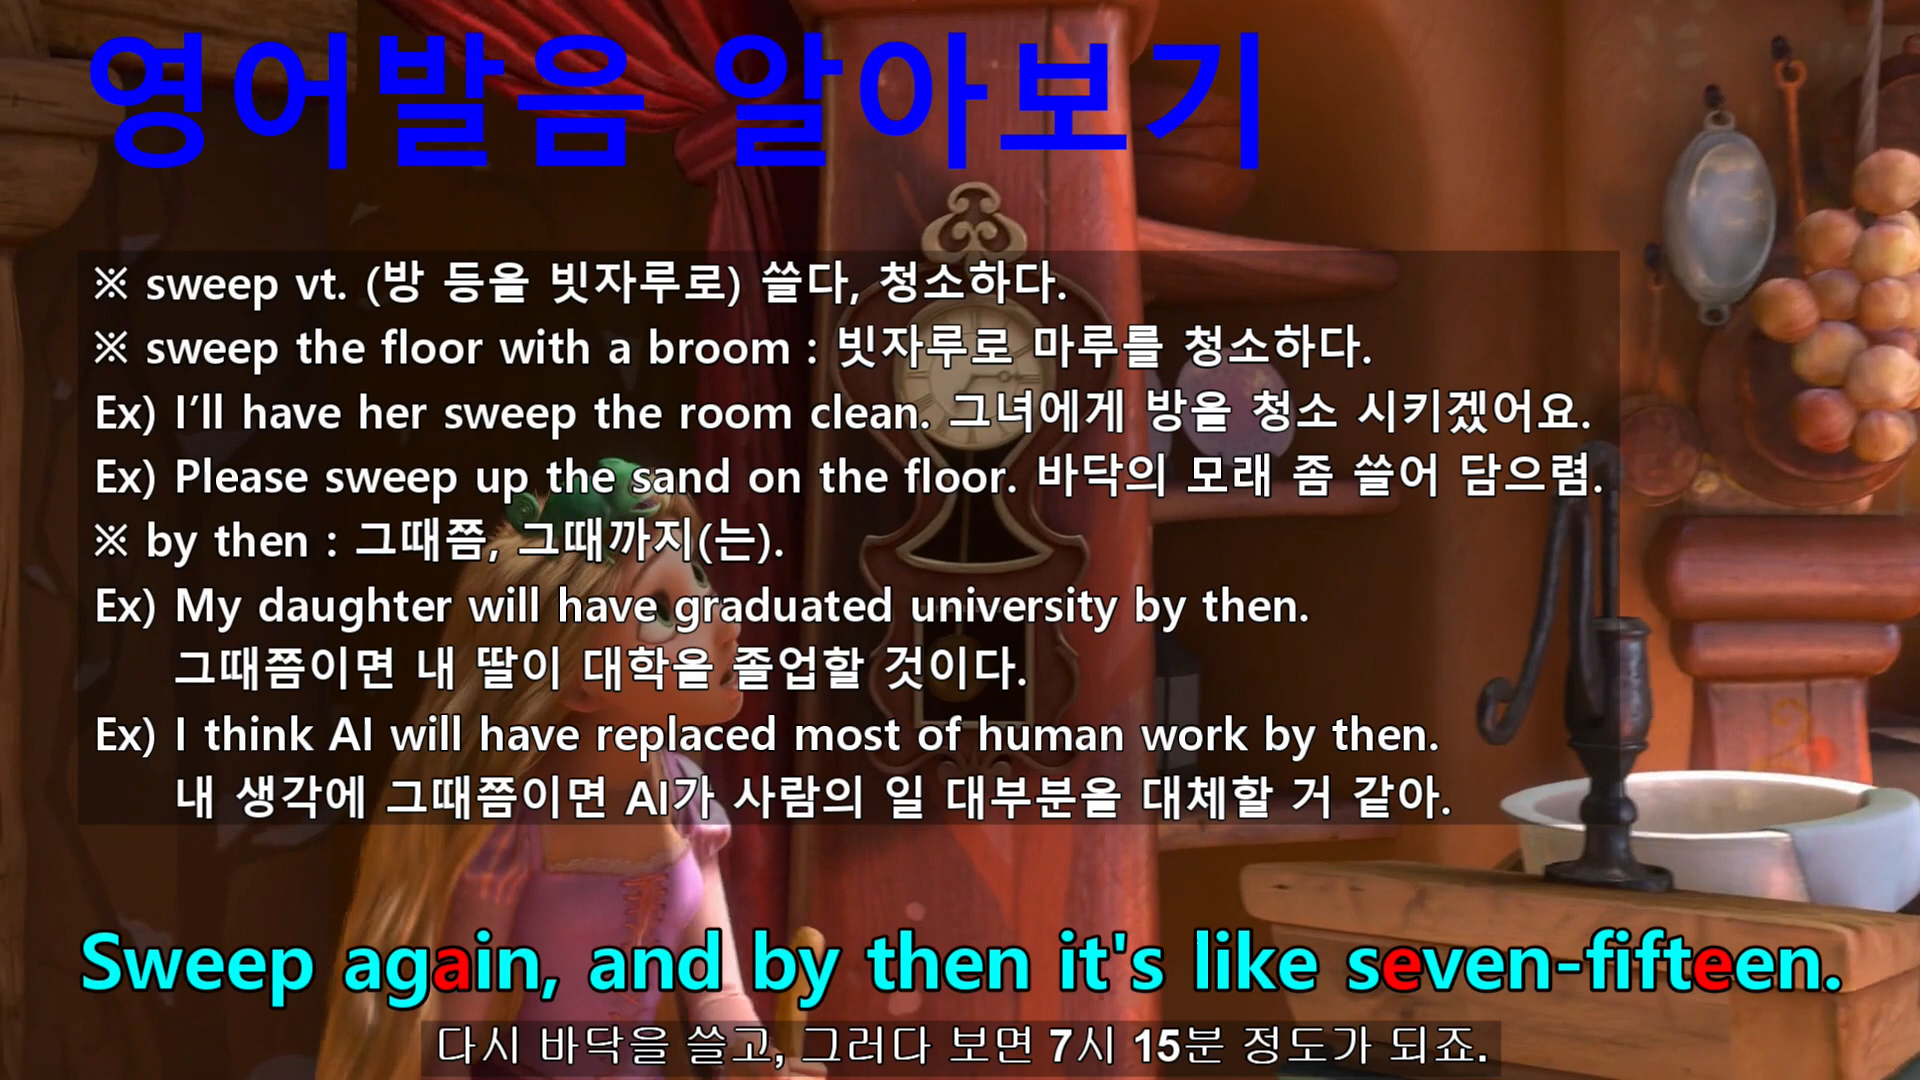 영어발음 알아보기
※ sweep vt. (방 등을 빗자루로) 쓸다, 청소하다.
※ sweep the floor with a broom : 빗자루로 마루를 청소하다.
Ex) I’ll have her sweep the room clean. 그녀에게 방을 청소 시키겠어요.
Ex) Please sweep up the sand on the floor. 바닥의 모래 좀 쓸어 담으렴.
※ by then : 그때쯤, 그때까지(는).
Ex) My daughter will have graduated university by then.
그때쯤이면 내 딸이 대학을 졸업할 것이다.
Ex) I think AI will have replaced most of human work by then.
내 생각에 그때쯤이면 AI가 사람의 일 대부분을 대체할 거 같아.
Sweep again, and by then it's like seven-fifteen.
다시 바닥을 쓸고, 그러다 보면 7시 15분 정도가 되죠.